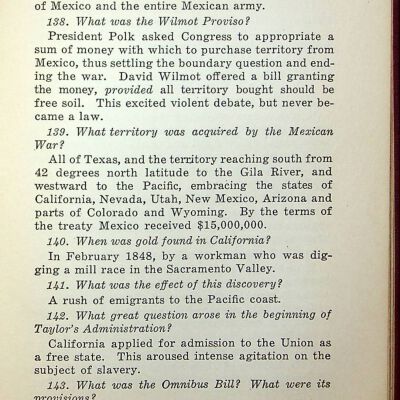 of Mexico and the entire Mexican army.
138. What was the Wilmot Proviso?
President Polk asked Congress to appropriate a
sum of money with which to purchase territory from
Mexico, thus settling the boundary question and end-
ing the war. David Wilmot offered a bill granting
the money, provided all territory bought should be
be free soil. This excited violent debate, but never be-
came a law.
139. What territory was acquired by the Mexican
War?
All of Texas, and the territory reaching south from
42 degrees north latitude to the Gila River, and
westward to the Pacific, embracing the states of
California, Nevada, Utah, New Mexico, Arizona and
parts of Colorado and Wyoming. By the terms of
the treaty Mexico received $15,000,000.
140. When was gold found in California?
In February 1848, by a workman who was dig-
ging a mill race in the Sacramento Valley.
141. What was the effect of this discovery?
A rush of emigrants to the Pacific coast.
142. What great question arose in the beginning of
Taylor's Administration?
California applied for admission to the Union as
a free state. This aroused intense agitation on the
subject of slavery.
143. What was the Omnibus Bill? What were its
provisions?